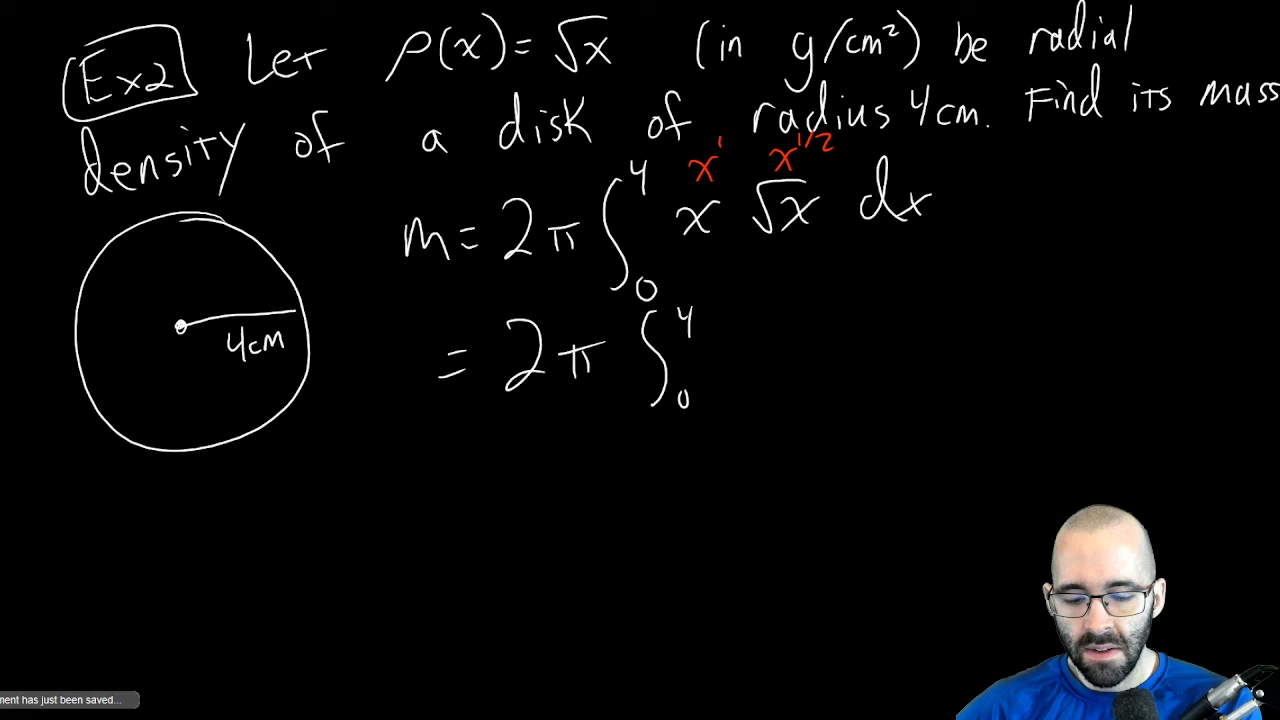 Ex2 Let ρ(x)=√x (in g/cm²) be radial
density of a disk of radius 4cm. Find its mass
x¹ x^1/2
m = 2π ∫₀⁴ x √x dx
4cm
= 2π ∫₀⁴
ment has just been saved...